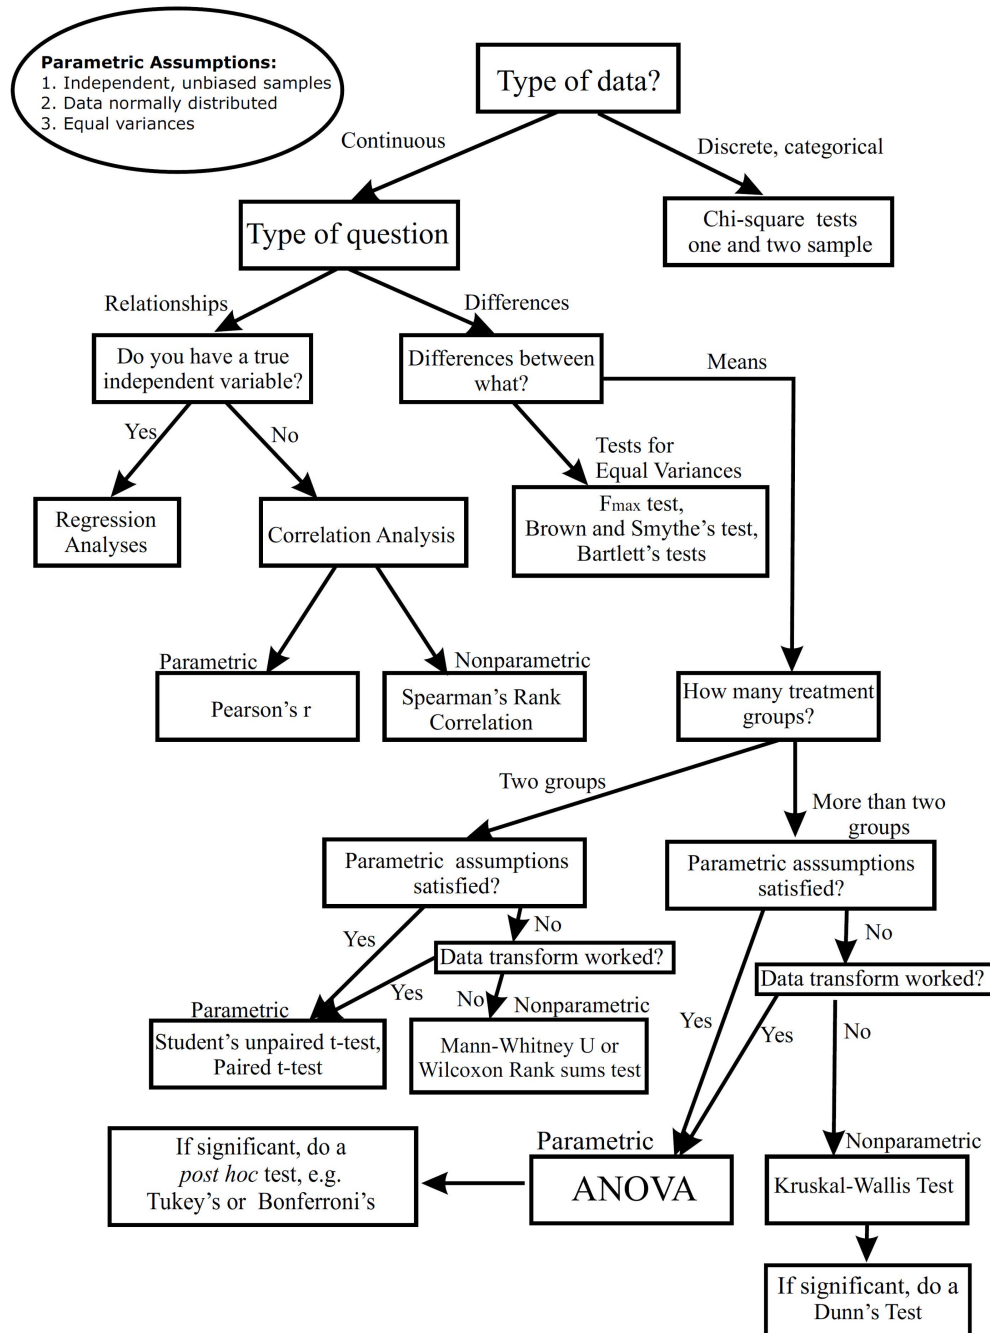 Parametric Assumptions:
1. Independent, unbiased samples
2. Data normally distributed
3. Equal variances
Type of data?
Continuous
Discrete, categorical
Chi-square tests
one and two sample
Type of question
Relationships
Differences
Do you have a true
independent variable?
Differences between
what?
Means
Yes
No
Tests for
Equal Variances
Regression
Analyses
Correlation Analysis
Fmax test,
Brown and Smythe's test,
Bartlett's tests
Parametric
Nonparametric
Pearson's r
Spearman's Rank
Correlation
How many treatment
groups?
Two groups
More than two
groups
Parametric assumptions
satisfied?
Parametric asssumptions
satisfied?
Yes
No
No
Data transform worked?
Data transform worked?
Yes
No
Parametric
Nonparametric
Student's unpaired t-test,
Paired t-test
Mann-Whitney U or
Wilcoxon Rank sums test
Yes
Yes
No
Parametric
Nonparametric
If significant, do a
post hoc test, e.g.
Tukey's or Bonferroni's
ANOVA
Kruskal-Wallis Test
If significant, do a
Dunn's Test